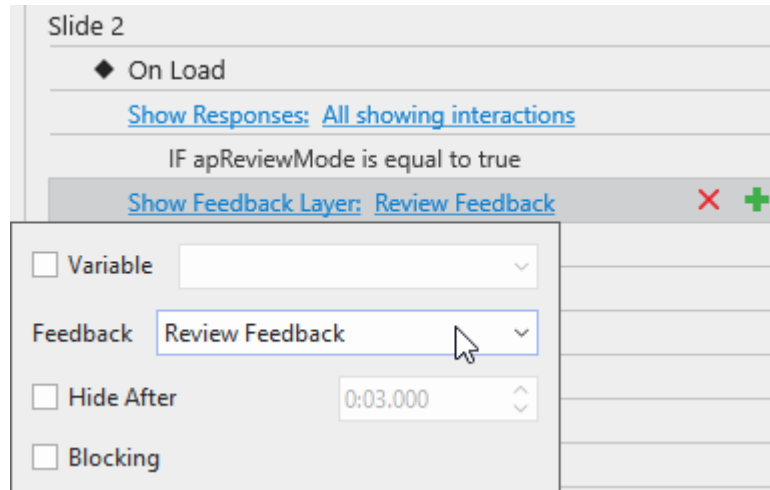 Slide 2
On Load
Show Responses: All showing interactions
IF apReviewMode is equal to true
Show Feedback Layer: Review Feedback
Variable
Feedback Review Feedback
Hide After 0:03.000
Blocking